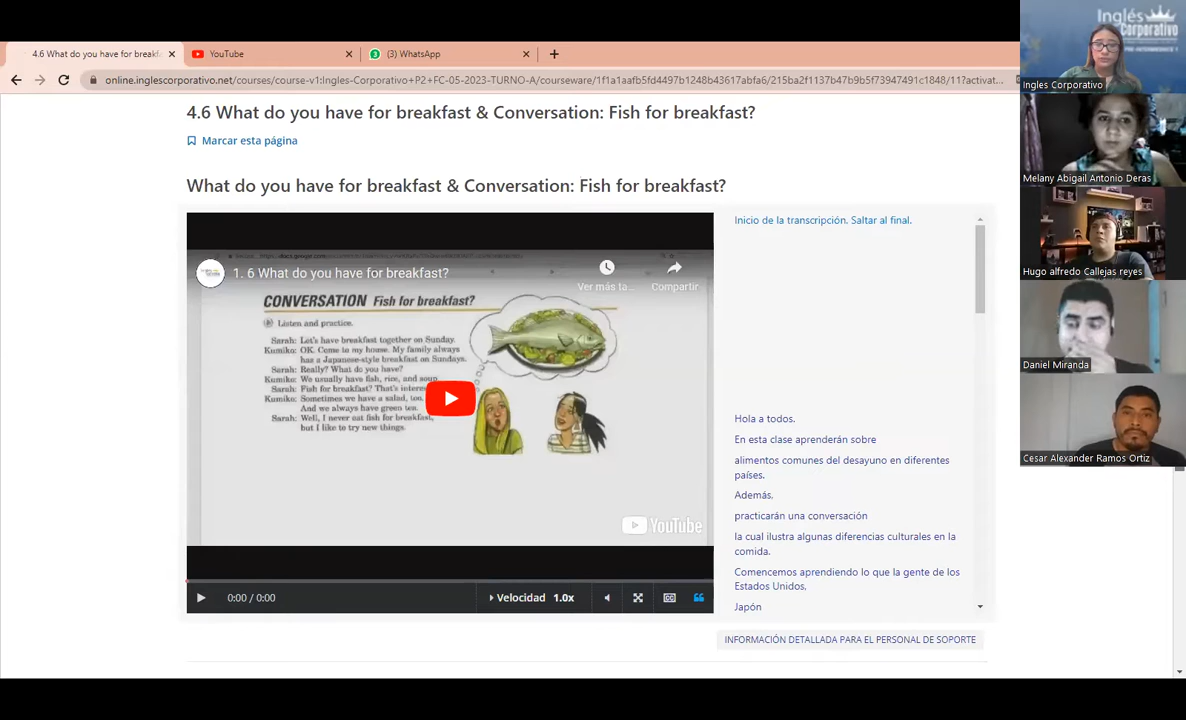 4.6 What do you have for breakf
YouTube
(3) WhatsApp
online.inglescorporativo.net/courses/course-v1:Ingles-Corporativo+P2+FC-05-2023-TURNO-A/courseware/1f1a1aafb5fd4497b1248b43617abfa6/215ba2f1137b47b9b5f73947491c1848/11?activat...
4.6 What do you have for breakfast & Conversation: Fish for breakfast?
Marcar esta página
What do you have for breakfast & Conversation: Fish for breakfast?
1. 6 What do you have for breakfast?
Ver más ta...
Compartir
CONVERSATION Fish for breakfast?
Listen and practice.
Sarah: Let's have breakfast together on Sunday.
Kumiko: OK. Come to my house. My family always
has a Japanese-style breakfast on Sundays.
Sarah: Really? What do you have?
Kumiko: We usually have fish, rice, and soup.
Sarah: Fish for breakfast? That's
Kumiko: Sometimes we have a salad, too.
And we always have green tea.
Sarah: Well, I never eat fish for breakfast,
but I like to try new things.
YouTube
0:00 / 0:00
Velocidad 1.0x
Inicio de la transcripción. Saltar al final.
Hola a todos.
En esta clase aprenderán sobre
alimentos comunes del desayuno en diferentes
países.
Además,
practicarán una conversación
la cual ilustra algunas diferencias culturales en la
comida.
Comencemos aprendiendo lo que la gente de los
Estados Unidos,
Japón
INFORMACIÓN DETALLADA PARA EL PERSONAL DE SOPORTE
Inglés
Corporativo
Ingles Corporativo
Melany Abigail Antonio Deras
Hugo alfredo Callejas reyes
Daniel Miranda
Cesar Alexander Ramos Ortiz